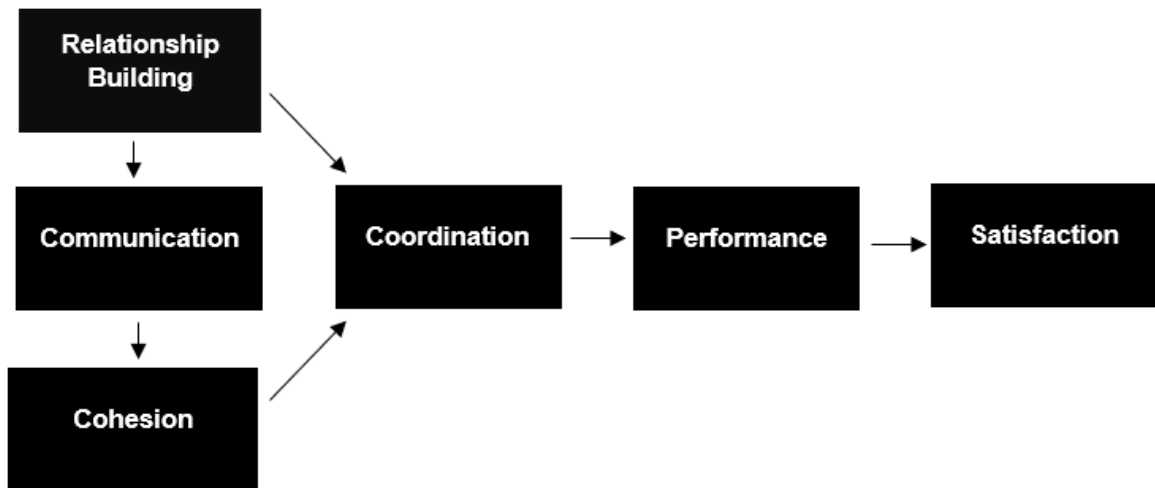 Relationship
Building
Communication
Cohesion
Coordination
Performance
Satisfaction